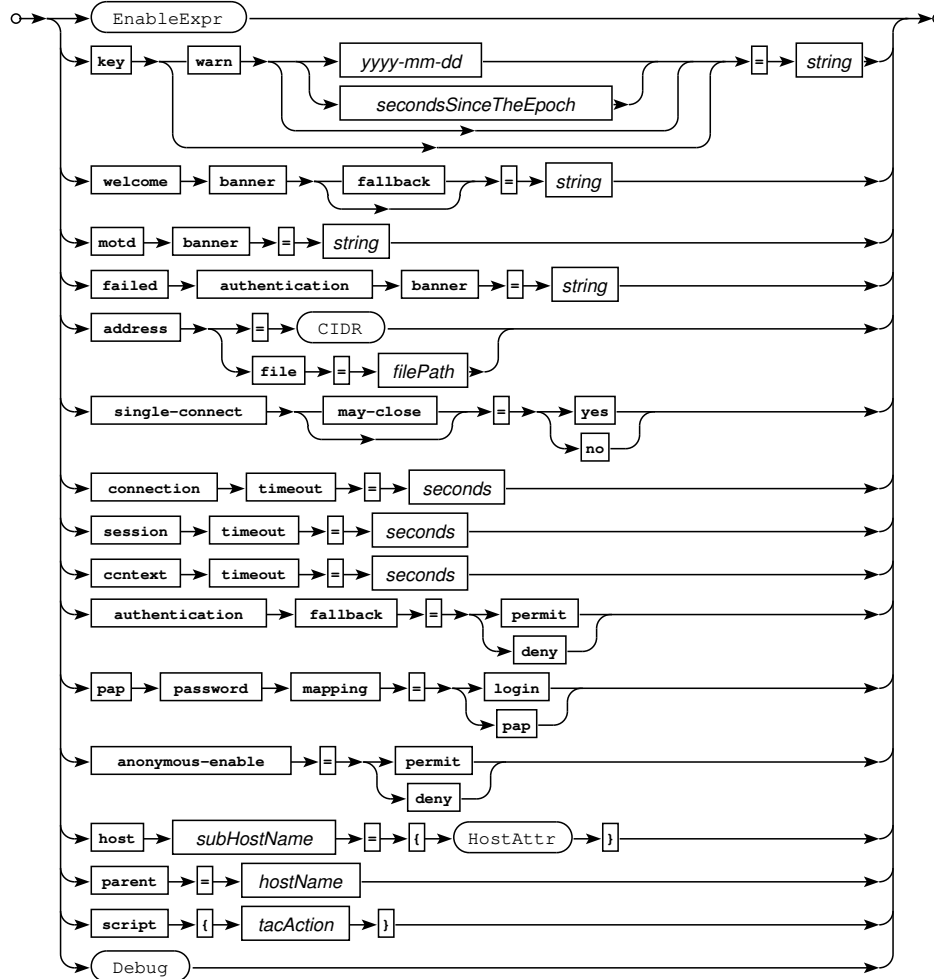 EnableExpr
key warn yyyy-mm-dd = string
secondsSinceTheEpoch
welcome banner fallback = string
motd banner = string
failed authentication banner = string
address = CIDR
file = filePath
single-connect may-close = yes
no
connection timeout = seconds
session timeout = seconds
ccntext timeout = seconds
authentication fallback = permit
deny
pap password mapping = login
pap
anonymous-enable = permit
deny
host subHostName = { HostAttr }
parent = hostName
script { tacAction }
Debug